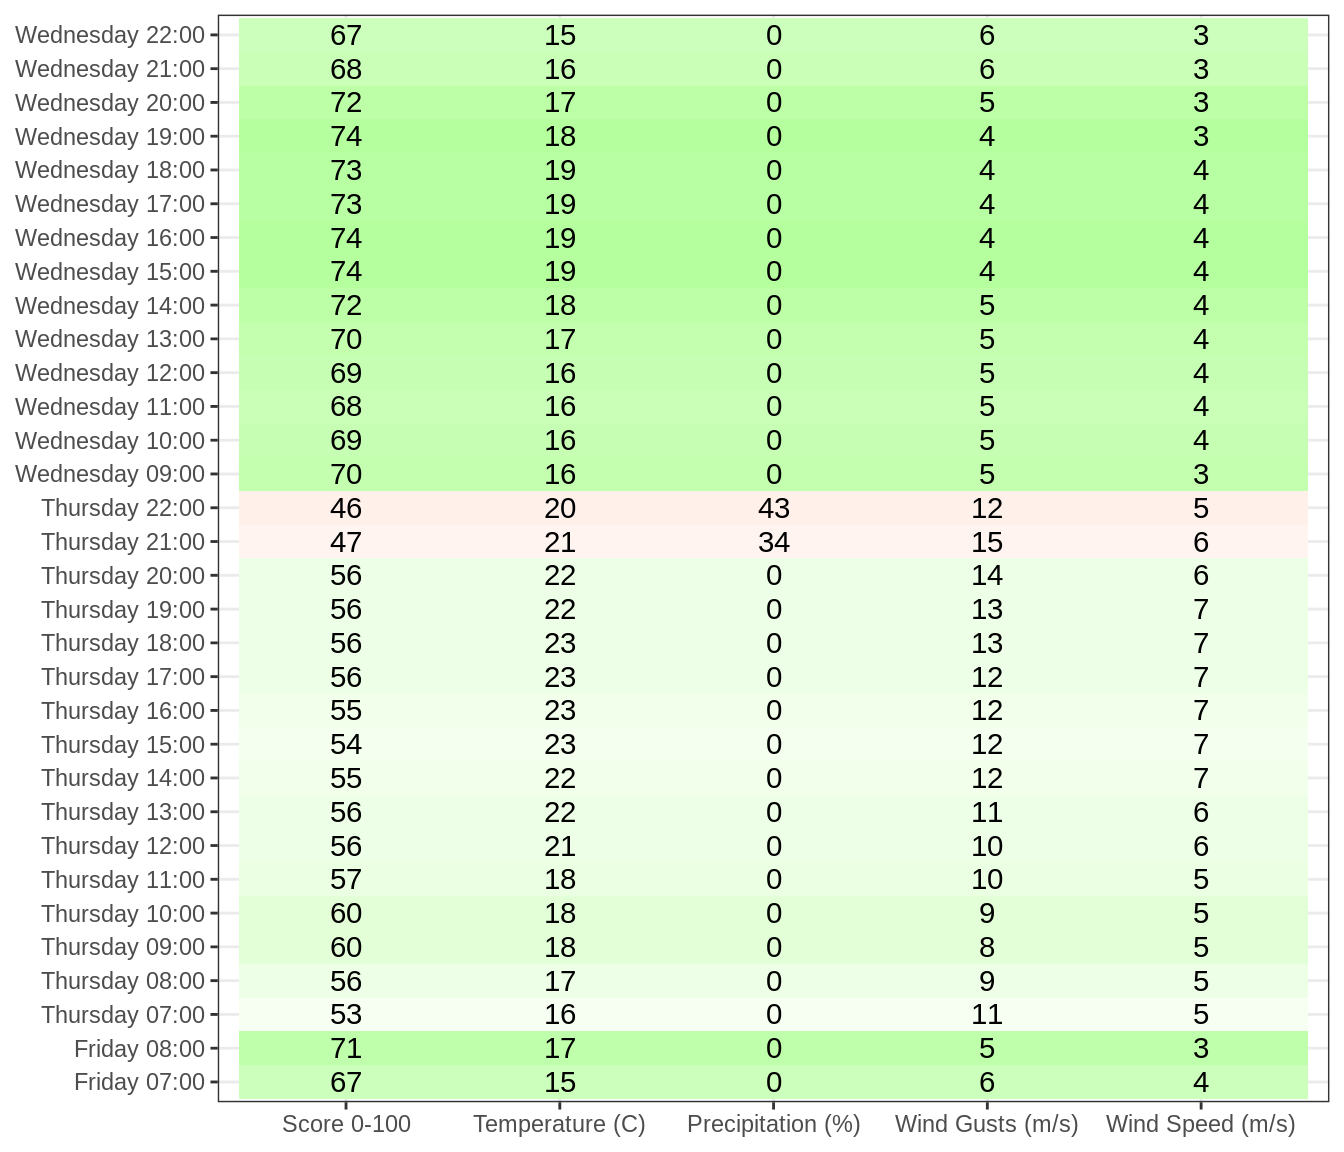 Wednesday 22:00 67 15 0 6 3
Wednesday 21:00 68 16 0 6 3
Wednesday 20:00 72 17 0 5 3
Wednesday 19:00 74 18 0 4 3
Wednesday 18:00 73 19 0 4 4
Wednesday 17:00 73 19 0 4 4
Wednesday 16:00 74 19 0 4 4
Wednesday 15:00 74 19 0 4 4
Wednesday 14:00 72 18 0 5 4
Wednesday 13:00 70 17 0 5 4
Wednesday 12:00 69 16 0 5 4
Wednesday 11:00 68 16 0 5 4
Wednesday 10:00 69 16 0 5 4
Wednesday 09:00 70 16 0 5 3
Thursday 22:00 46 20 43 12 5
Thursday 21:00 47 21 34 15 6
Thursday 20:00 56 22 0 14 6
Thursday 19:00 56 22 0 13 7
Thursday 18:00 56 23 0 13 7
Thursday 17:00 56 23 0 12 7
Thursday 16:00 55 23 0 12 7
Thursday 15:00 54 23 0 12 7
Thursday 14:00 55 22 0 12 7
Thursday 13:00 56 22 0 11 6
Thursday 12:00 56 21 0 10 6
Thursday 11:00 57 18 0 10 5
Thursday 10:00 60 18 0 9 5
Thursday 09:00 60 18 0 8 5
Thursday 08:00 56 17 0 9 5
Thursday 07:00 53 16 0 11 5
Friday 08:00 71 17 0 5 3
Friday 07:00 67 15 0 6 4
Score 0-100 Temperature (C) Precipitation (%) Wind Gusts (m/s) Wind Speed (m/s)